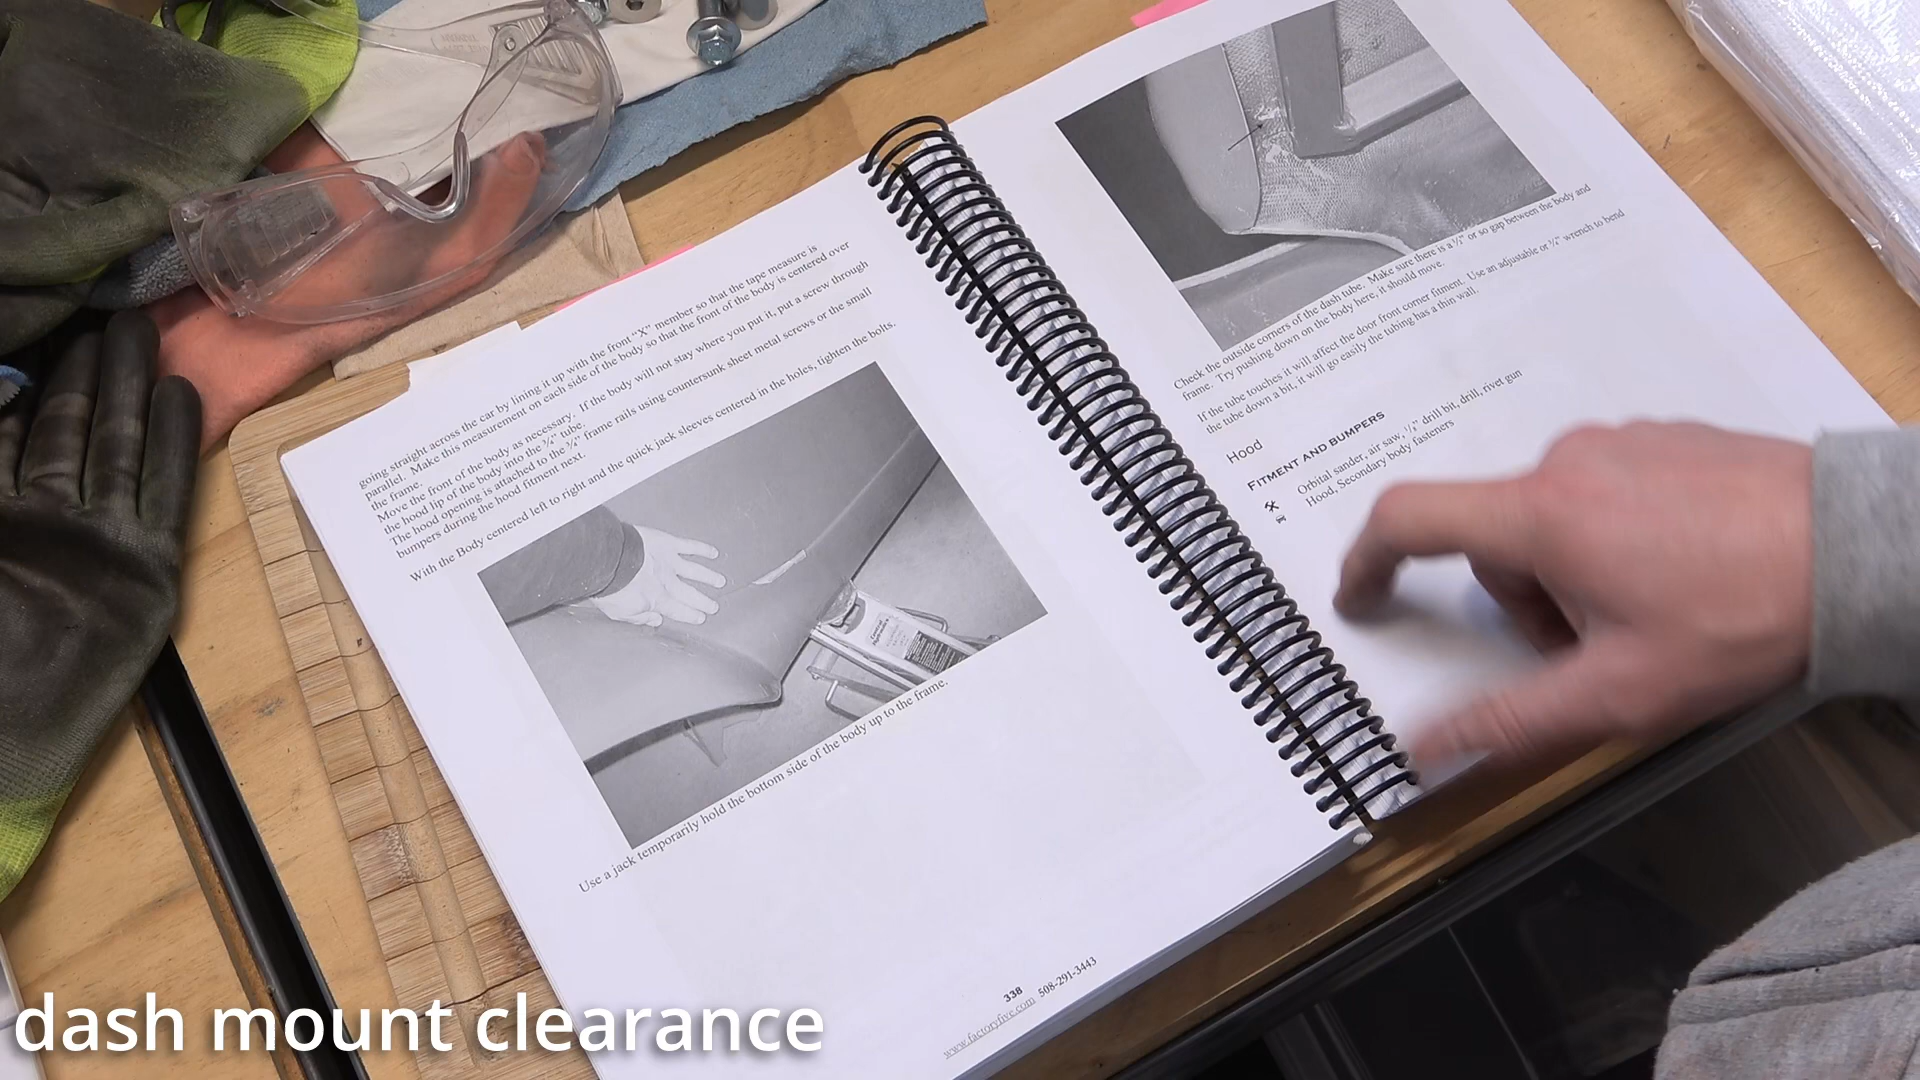 going straight across the car by lining it up with the front "X" member so that the tape measure is
parallel. Make this measurement on each side of the body so that the front of the body is centered over
the frame.
Move the front of the body as necessary. If the body will not stay where you put it, put a screw through
the hood lip of the body into the ¾" tube.
The hood opening is attached to the ¾" frame rails using countersunk sheet metal screws or the small
bumpers during the hood fitment next.
With the Body centered left to right and the quick jack sleeves centered in the holes, tighten the bolts.
Use a jack temporarily hold the bottom side of the body up to the frame.
338
www.factoryfive.com 508-291-3443
Check the outside corners of the dash tube. Make sure there is a ¼" or so gap between the body and
frame. Try pushing down on the body here, it should move.
If the tube touches it will affect the door front corner fitment. Use an adjustable or ¾" wrench to bend
the tube down a bit, it will go easily the tubing has a thin wall.
Hood
FITMENT AND BUMPERS
Orbital sander, air saw, ⅛" drill bit, drill, rivet gun
Hood, Secondary body fasteners
dash mount clearance